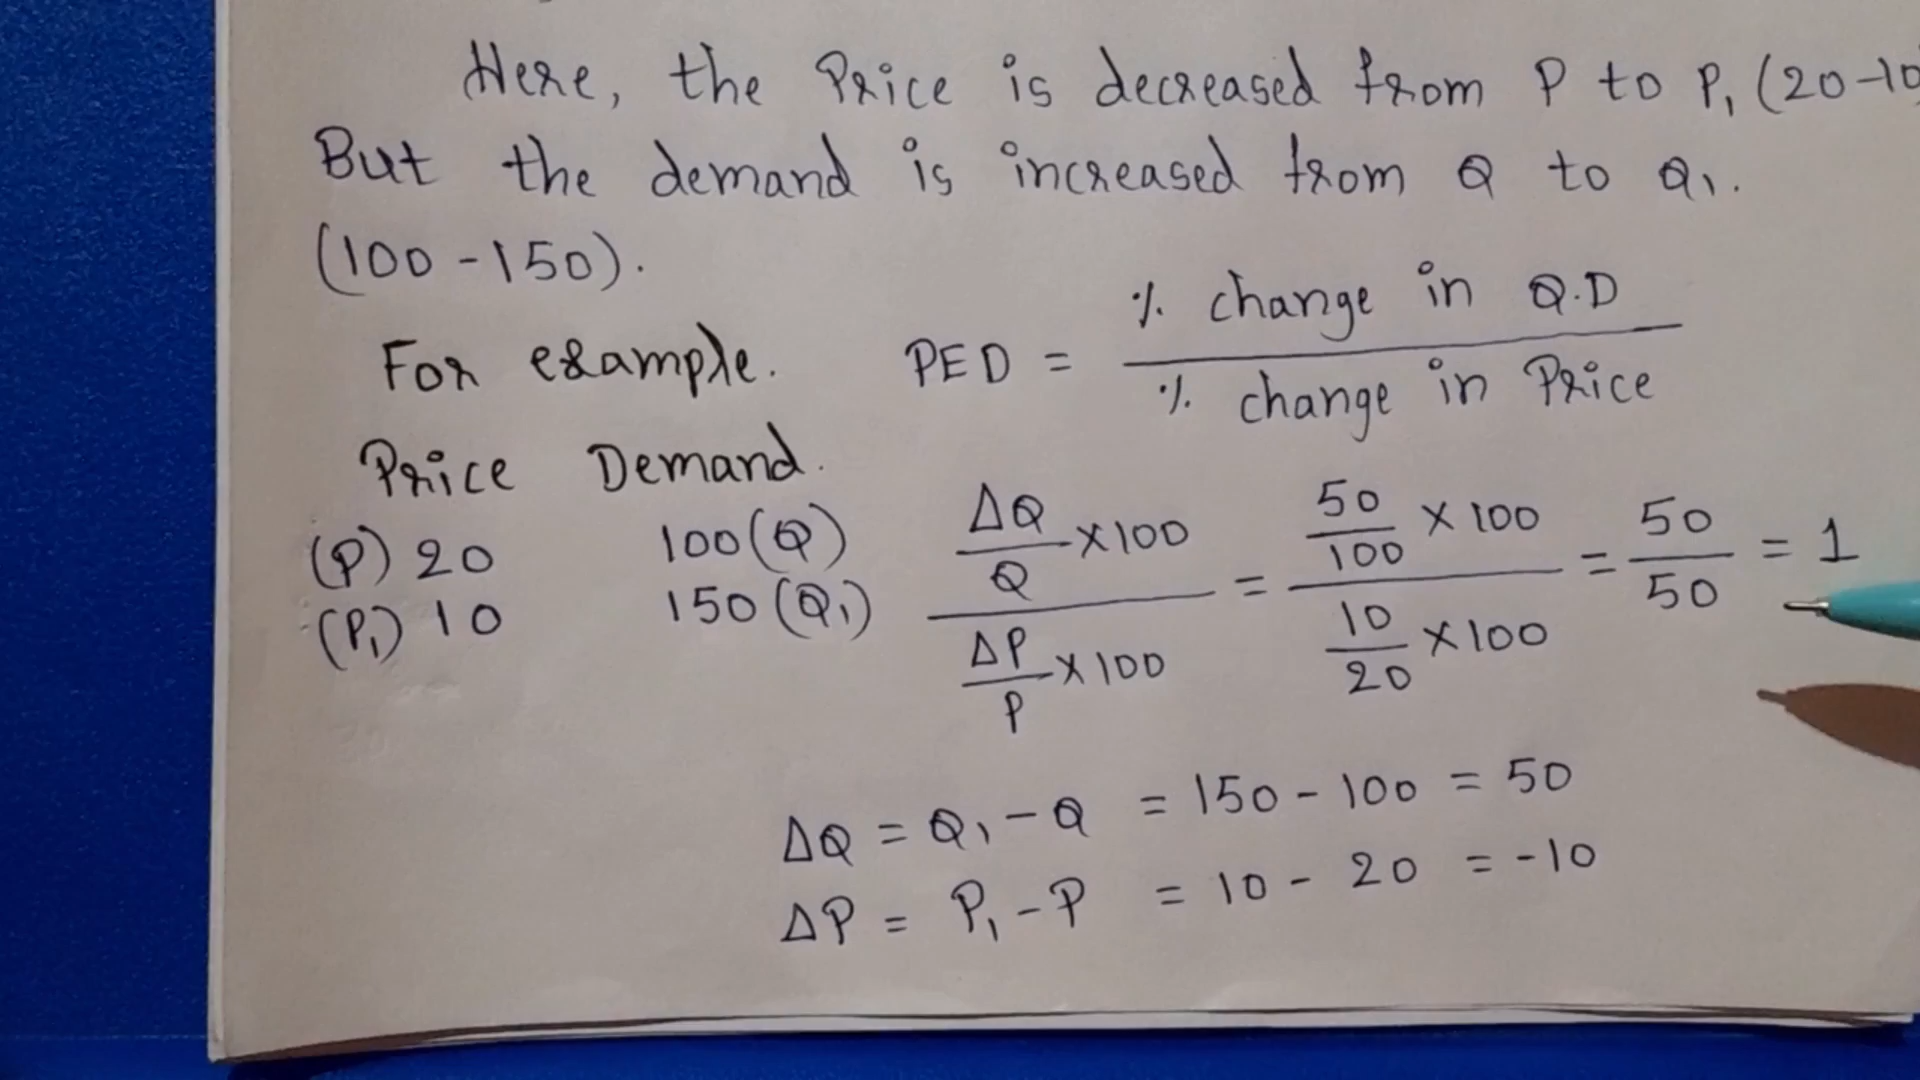 Here, the Price is decreased from P to P₁ (20-10
But the demand is increased from Q to Q₁.
(100-150).
For example.
PED = % change in Q.D / % change in Price
Price Demand.
(P) 20 100(Q)
(P₁) 10 150(Q₁)
ΔQ/Q ×100 / ΔP/P ×100 = 50/100 ×100 / 10/20 ×100 = 50/50 = 1
ΔQ = Q₁-Q = 150-100 = 50
ΔP = P₁-P = 10-20 = -10